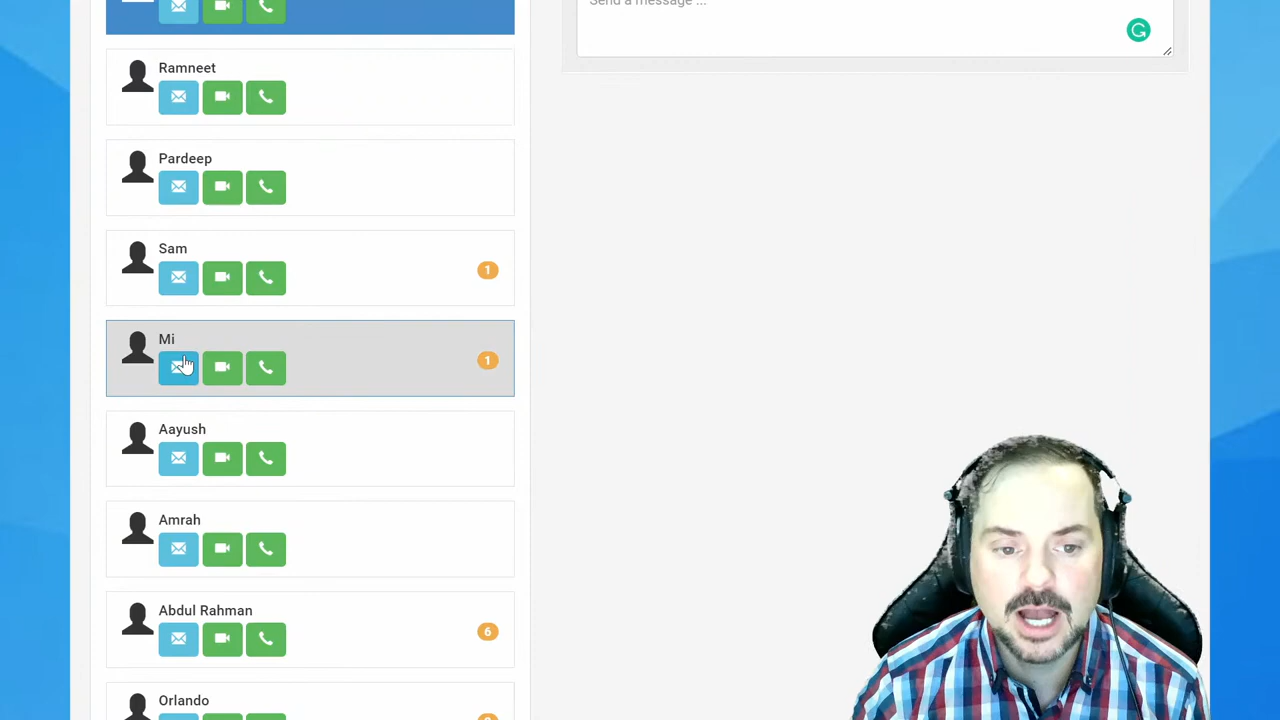 Send a message ...
Ramneet
Pardeep
Sam
1
Mi
1
Aayush
Amrah
Abdul Rahman
6
Orlando